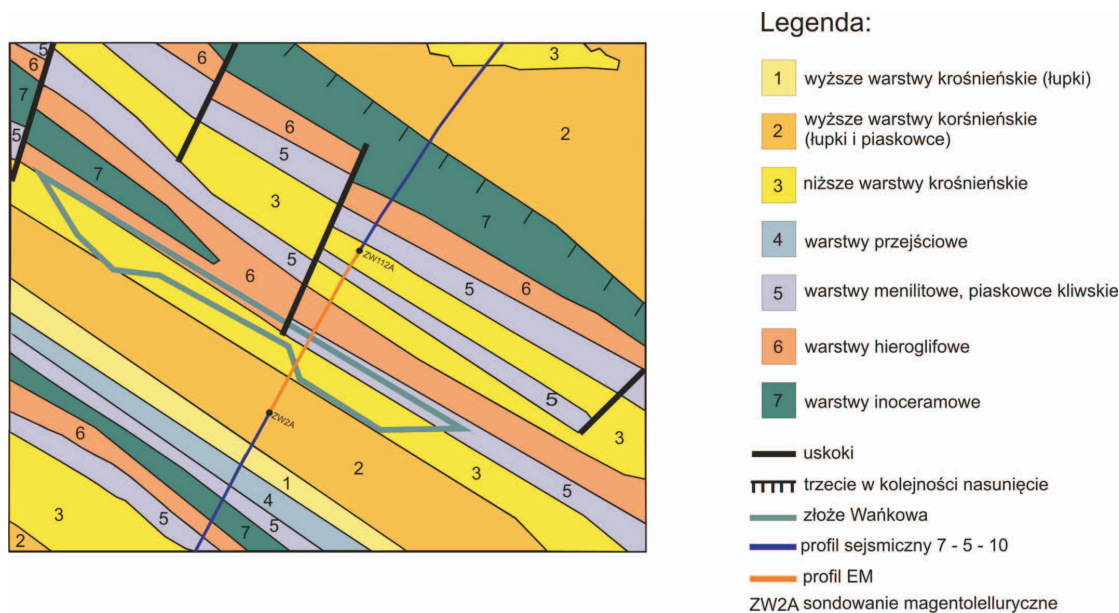 Legenda:
1 wyższe warstwy krośnieńskie (łupki)
2 wyższe warstwy korśnieńskie
(łupki i piaskowce)
3 niższe warstwy krośnieńskie
4 warstwy przejściowe
5 warstwy menilitowe, piaskowce kliwskie
6 warstwy hieroglifowe
7 warstwy inoceramowe
uskoki
trzecie w kolejności nasunięcie
złoże Wańkowa
profil sejsmiczny 7 - 5 - 10
profil EM
ZW2A sondowanie magentolelluryczne
5
6
3
6
7
2
6
5
5
7
3
7
ZW112A
5
6
5
6
5
ZW2A
3
6
2
1
3
4
5
3
5
5
7
2